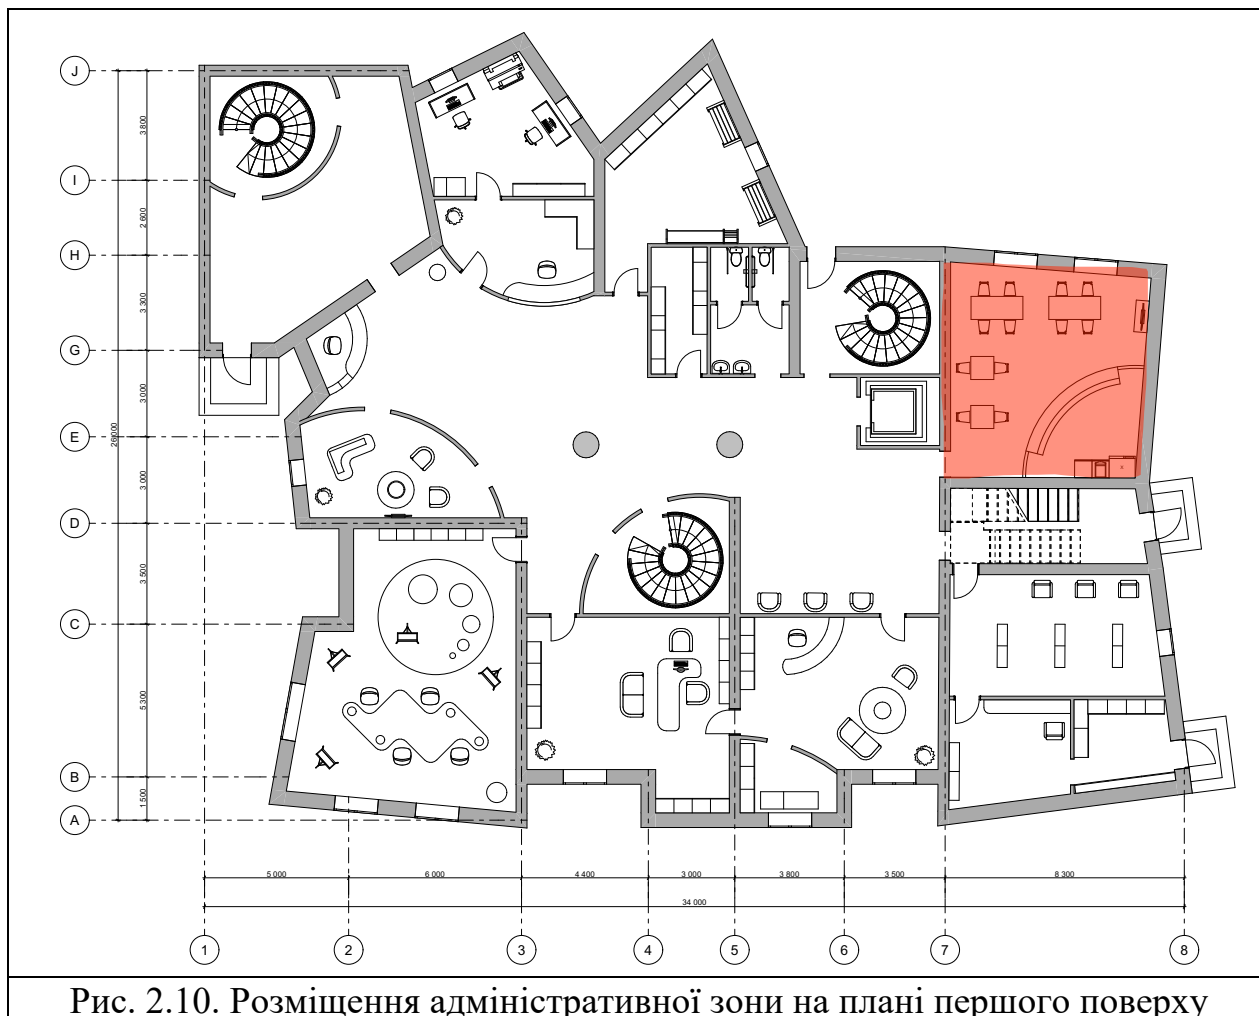 J
3 800
I
2 600
H
3 300
G
3 000
E
26 000
3 000
D
3 500
C
5 300
B
1 500
A
5 000
6 000
4 400
3 000
3 800
3 500
8 300
34 000
1
2
3
4
5
6
7
8
Рис. 2.10. Розміщення адміністративної зони на плані першого поверху